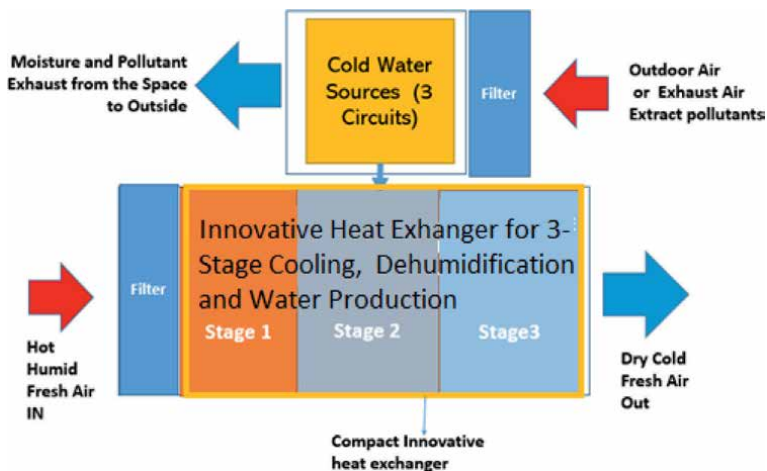 Moisture and Pollutant
Exhaust from the Space
to Outside
Cold Water
Sources (3
Circuits)
Filter
Outdoor Air
or Exhaust Air
Extract pollutants
Filter
Innovative Heat Exhanger for 3-
Stage Cooling, Dehumidification
and Water Production
Stage 1
Stage 2
Stage3
Hot
Humid
Fresh Air
IN
Dry Cold
Fresh Air
Out
Compact Innovative
heat exchanger